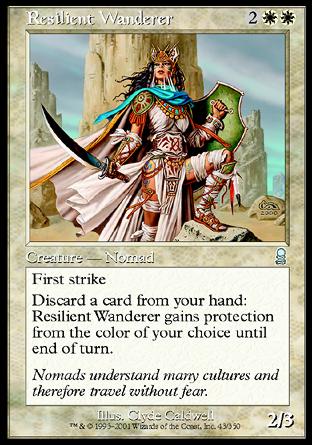 Resilient Wanderer 2
Creature — Nomad
First strike
Discard a card from your hand:
Resilient Wanderer gains protection
from the color of your choice until
end of turn.
Nomads understand many cultures and
therefore travel without fear.
Illus. Clyde Caldwell
™ & © 1993–2001 Wizards of the Coast, Inc. 43/350
2/3